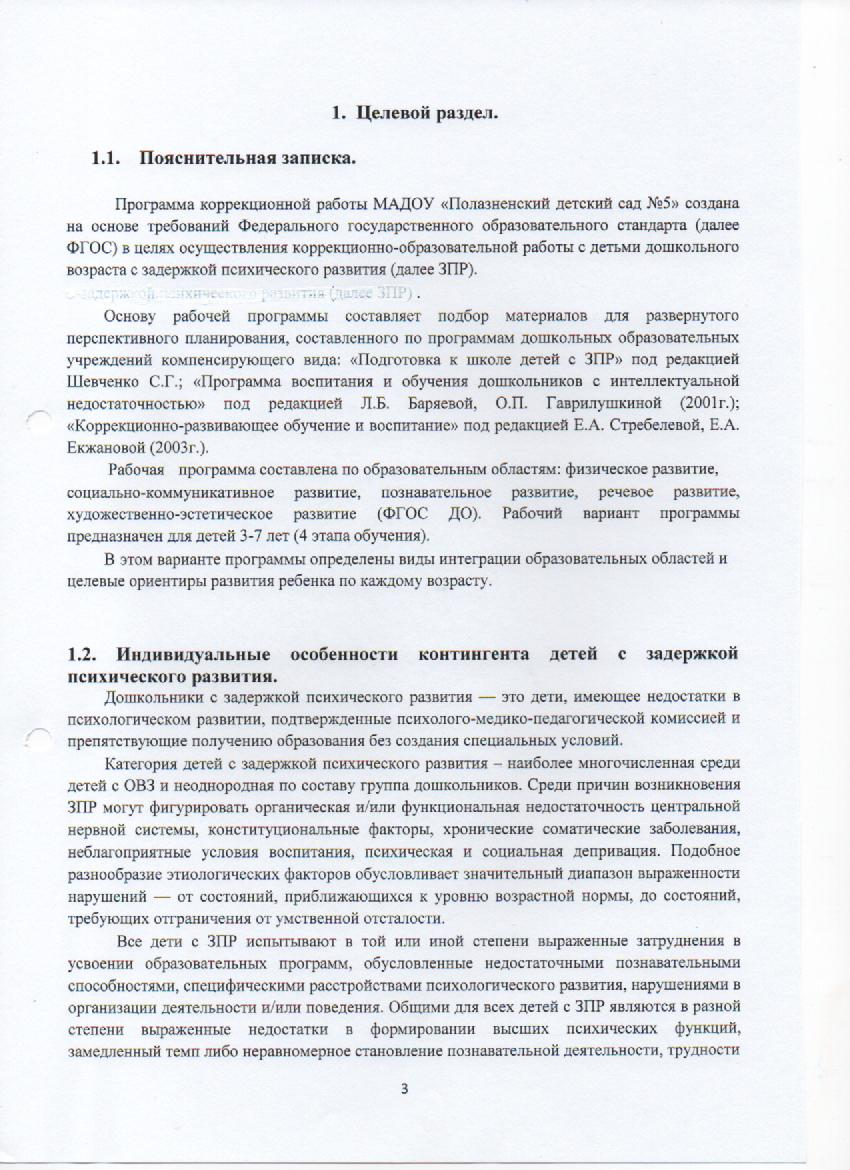 1. Целевой раздел.
1.1. Пояснительная записка.
Программа коррекционной работы МАДОУ «Полазненский детский сад №5» создана
на основе требований Федерального государственного образовательного стандарта (далее
ФГОС) в целях осуществления коррекционно-образовательной работы с детьми дошкольного
возраста с задержкой психического развития (далее ЗПР).
с задержкой психического развития (далее ЗПР) .
Основу рабочей программы составляет подбор материалов для развернутого
перспективного планирования, составленного по программам дошкольных образовательных
учреждений компенсирующего вида: «Подготовка к школе детей с ЗПР» под редакцией
Шевченко С.Г.; «Программа воспитания и обучения дошкольников с интеллектуальной
недостаточностью» под редакцией Л.Б. Баряевой, О.П. Гаврилушкиной (2001г.);
«Коррекционно-развивающее обучение и воспитание» под редакцией Е.А. Стребелевой, Е.А.
Екжановой (2003г.).
Рабочая программа составлена по образовательным областям: физическое развитие,
социально-коммуникативное развитие, познавательное развитие, речевое развитие,
художественно-эстетическое развитие (ФГОС ДО). Рабочий вариант программы
предназначен для детей 3-7 лет (4 этапа обучения).
В этом варианте программы определены виды интеграции образовательных областей и
целевые ориентиры развития ребенка по каждому возрасту.
1.2. Индивидуальные особенности контингента детей с задержкой
психического развития.
Дошкольники с задержкой психического развития — это дети, имеющее недостатки в
психологическом развитии, подтвержденные психолого-медико-педагогической комиссией и
препятствующие получению образования без создания специальных условий.
Категория детей с задержкой психического развития – наиболее многочисленная среди
детей с ОВЗ и неоднородная по составу группа дошкольников. Среди причин возникновения
ЗПР могут фигурировать органическая и/или функциональная недостаточность центральной
нервной системы, конституциональные факторы, хронические соматические заболевания,
неблагоприятные условия воспитания, психическая и социальная депривация. Подобное
разнообразие этиологических факторов обусловливает значительный диапазон выраженности
нарушений — от состояний, приближающихся к уровню возрастной нормы, до состояний,
требующих отграничения от умственной отсталости.
Все дети с ЗПР испытывают в той или иной степени выраженные затруднения в
усвоении образовательных программ, обусловленные недостаточными познавательными
способностями, специфическими расстройствами психологического развития, нарушениями в
организации деятельности и/или поведения. Общими для всех детей с ЗПР являются в разной
степени выраженные недостатки в формировании высших психических функций,
замедленный темп либо неравномерное становление познавательной деятельности, трудности
3